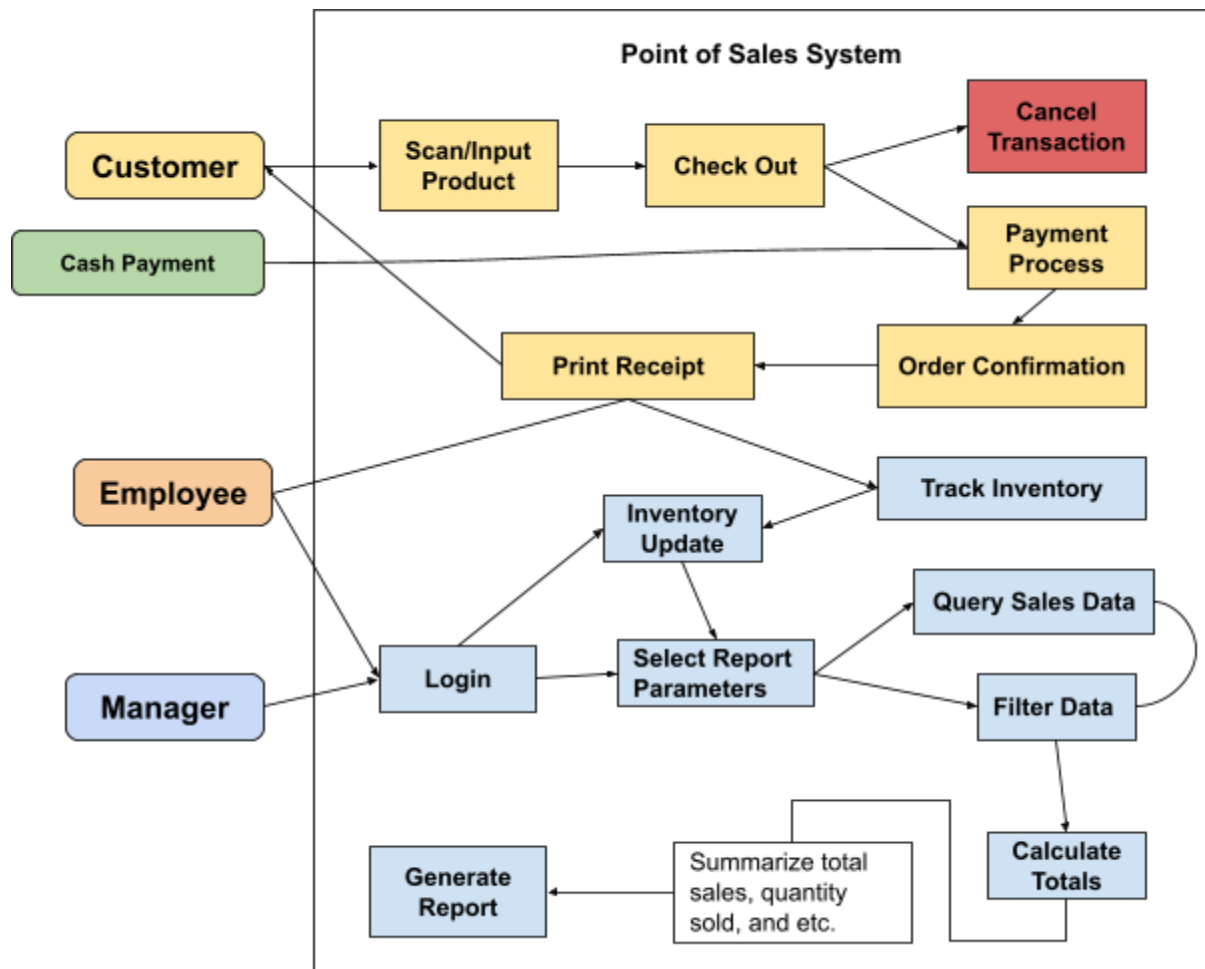 Point of Sales System
Cancel
Transaction
Customer
Scan/Input
Product
Check Out
Cash Payment
Payment
Process
Print Receipt
Order Confirmation
Employee
Track Inventory
Inventory
Update
Query Sales Data
Manager
Login
Select Report
Parameters
Filter Data
Generate
Report
Summarize total
sales, quantity
sold, and etc.
Calculate
Totals